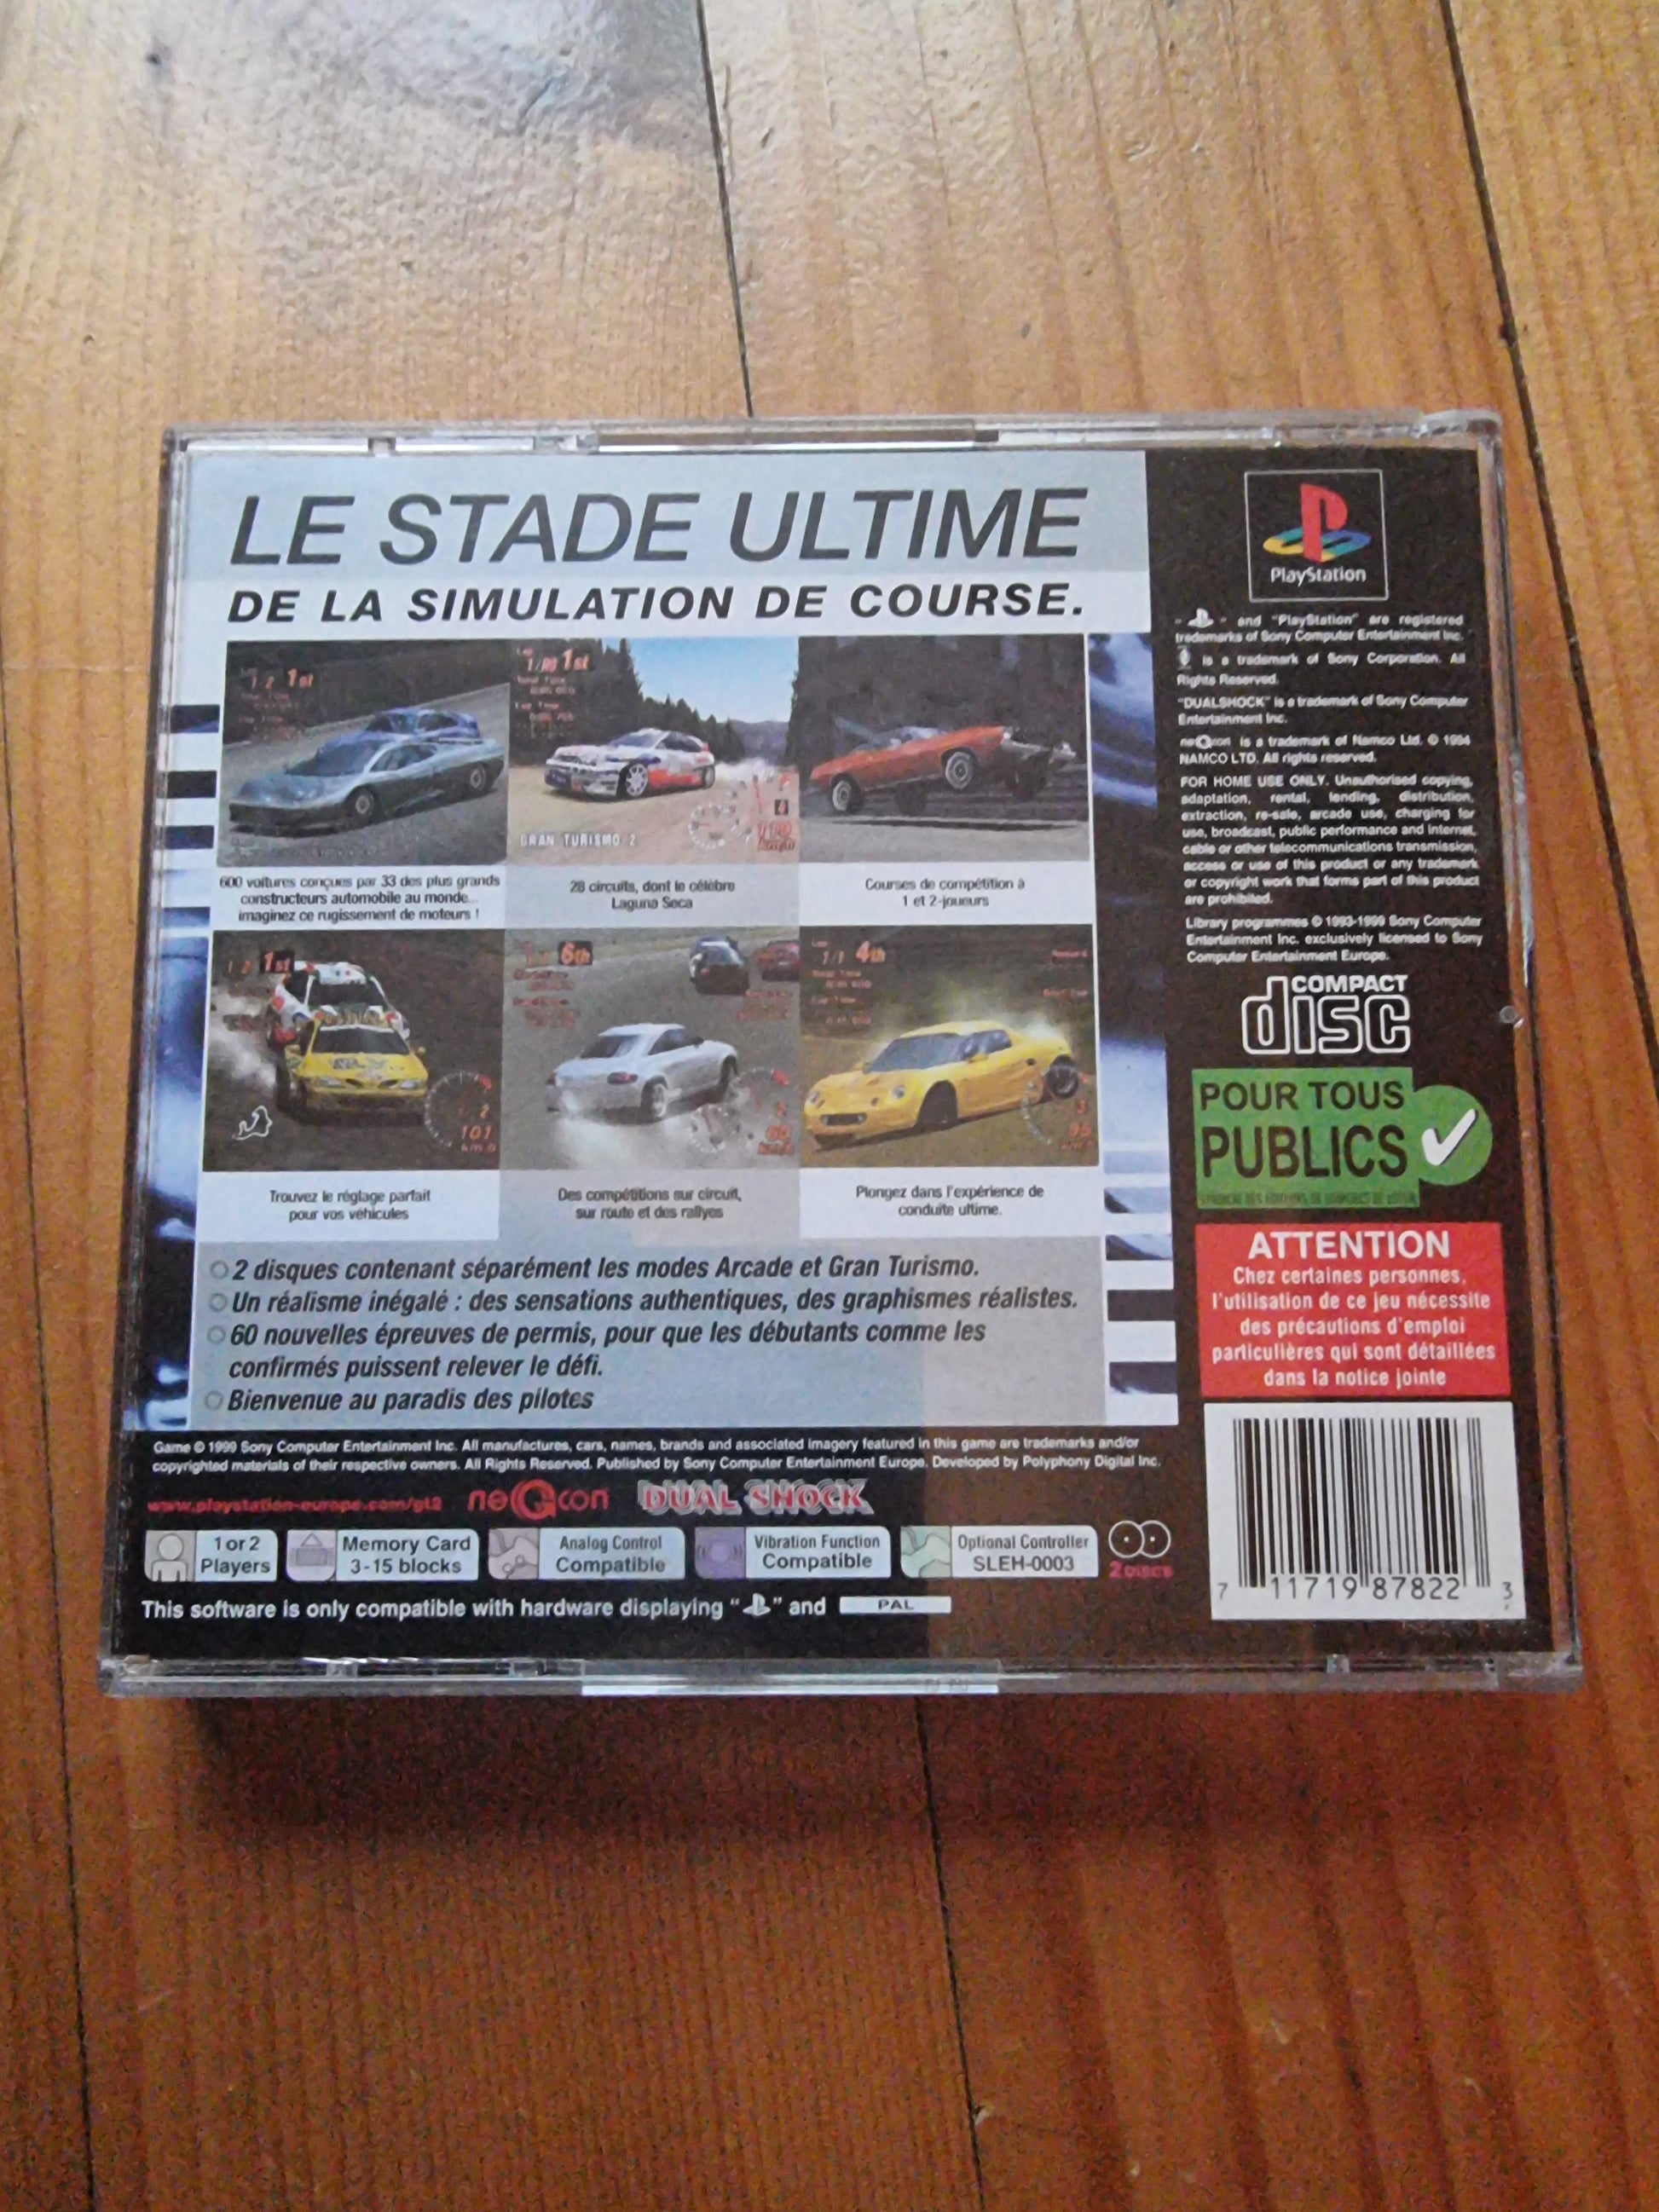 LE STADE ULTIME
DE LA SIMULATION DE COURSE.
1/2 1st
1/80 1st
GRAN TURISMO 2
600 voitures conçues par 33 des plus grands
constructeurs automobile au monde...
imaginez ce rugissement de moteurs !
28 circuits, dont le célèbre
Laguna Seca
Courses de compétition à
1 et 2-joueurs
1st
101
6th
1/1 4th
Trouvez le réglage parfait
pour vos véhicules
Des compétitions sur circuit,
sur route et des rallyes
Plongez dans l'expérience de
conduite ultime.
2 disques contenant séparément les modes Arcade et Gran Turismo.
Un réalisme inégalé : des sensations authentiques, des graphismes réalistes.
60 nouvelles épreuves de permis, pour que les débutants comme les
confirmés puissent relever le défi.
Bienvenue au paradis des pilotes
Game © 1999 Sony Computer Entertainment Inc. All manufactures, cars, names, brands and associated imagery featured in this game are trademarks and/or
copyrighted materials of their respective owners. All Rights Reserved. Published by Sony Computer Entertainment Europe. Developed by Polyphony Digital Inc.
www.playstation-europe.com/gt2
neGcon
DUAL SHOCK
1 or 2
Players
Memory Card
3-15 blocks
Analog Control
Compatible
Vibration Function
Compatible
Optional Controller
SLEH-0003
2 DISCS
This software is only compatible with hardware displaying " " and PAL
PlayStation
" " and "PlayStation" are registered
trademarks of Sony Computer Entertainment Inc.
is a trademark of Sony Corporation. All
Rights Reserved.
"DUALSHOCK" is a trademark of Sony Computer
Entertainment Inc.
neGcon is a trademark of Namco Ltd. © 1994
NAMCO LTD. All rights reserved.
FOR HOME USE ONLY. Unauthorised copying,
adaptation, rental, lending, distribution,
extraction, re-sale, arcade use, charging for
use, broadcast, public performance and internet,
cable or other telecommunications transmission,
access or use of this product or any trademark
or copyright work that forms part of this product
are prohibited.
Library programmes © 1993-1999 Sony Computer
Entertainment Inc. exclusively licensed to Sony
Computer Entertainment Europe.
COMPACT
disc
POUR TOUS
PUBLICS
ATTENTION
Chez certaines personnes,
l'utilisation de ce jeu nécessite
des précautions d'emploi
particulières qui sont détaillées
dans la notice jointe
7 11719 87822 3